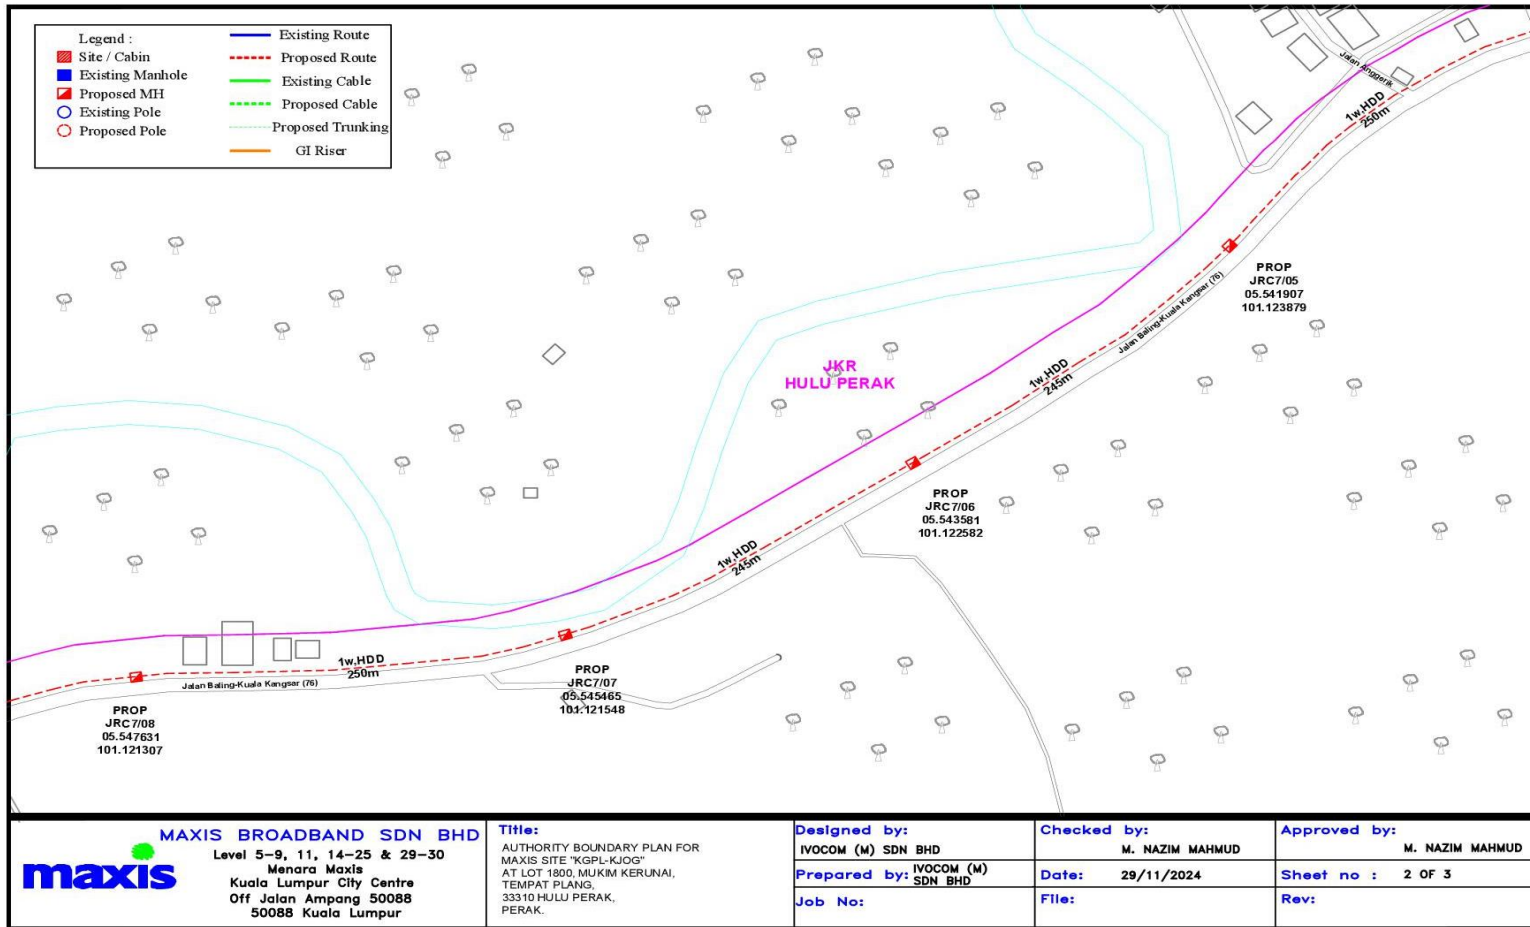 Legend :
Site / Cabin
Existing Manhole
Proposed MH
Existing Pole
Proposed Pole
Existing Route
Proposed Route
Existing Cable
Proposed Cable
Proposed Trunking
GI Riser
Jalan Anggerik
1w,HDD
250m
PROP
JRC7/05
05.541907
101.123879
Jalan Baling-Kuala Kangsar (76)
JKR
HULU PERAK
1w,HDD
245m
PROP
JRC7/06
05.543581
101.122582
1w,HDD
245m
1w,HDD
250m
Jalan Baling-Kuala Kangsar (76)
PROP
JRC7/07
05.545465
101.121548
PROP
JRC7/08
05.547631
101.121307
maxis
MAXIS BROADBAND SDN BHD
Level 5-9, 11, 14-25 & 29-30
Menara Maxis
Kuala Lumpur City Centre
Off Jalan Ampang 50088
50088 Kuala Lumpur
Title:
AUTHORITY BOUNDARY PLAN FOR
MAXIS SITE "KGPL-KJOG"
AT LOT 1800, MUKIM KERUNAI,
TEMPAT PLANG,
33310 HULU PERAK,
PERAK.
Designed by:
IVOCOM (M) SDN BHD
Prepared by: IVOCOM (M)
SDN BHD
Job No:
Checked by:
M. NAZIM MAHMUD
Date: 29/11/2024
File:
Approved by:
M. NAZIM MAHMUD
Sheet no : 2 OF 3
Rev: